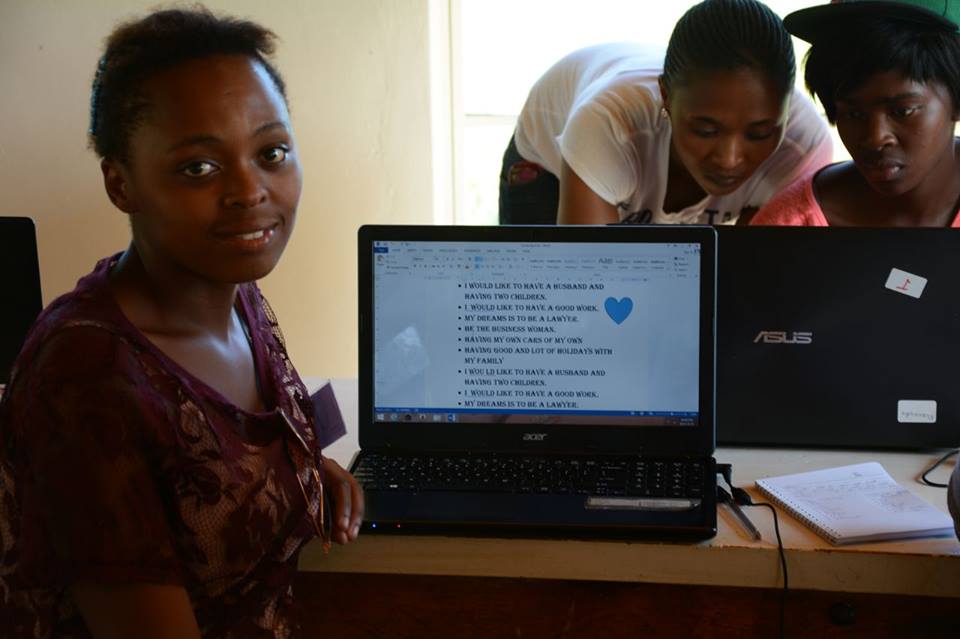 I WOULD LIKE TO HAVE A HUSBAND AND
HAVING TWO CHILDREN.
I WOULD LIKE TO HAVE A GOOD WORK.
MY DREAMS IS TO BE A LAWYER.
BE THE BUSINESS WOMAN.
HAVING MY OWN CARS OF MY OWN
HAVING GOOD AND LOT OF HOLIDAYS WITH
MY FAMILY
I WOU LD LIKE TO HAVE A HUSBAND AND
HAVING TWO CHILDREN.
I WOULD LIKE TO HAVE A GOOD WORK.
MY DREAMS IS TO BE A LAWYER.
acer
ASUS
1